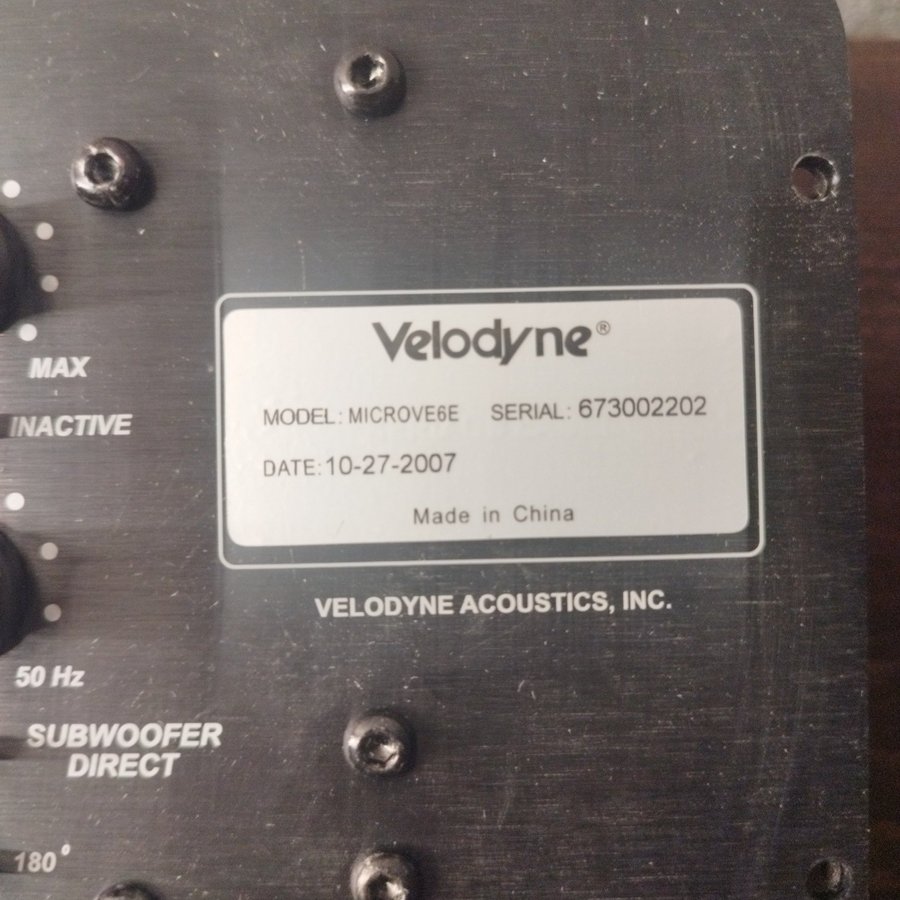 MAX
INACTIVE
Velodyne®
MODEL: MICROVE6E SERIAL: 673002202
DATE: 10-27-2007
Made in China
VELODYNE ACOUSTICS, INC.
50 Hz
SUBWOOFER
DIRECT
180°